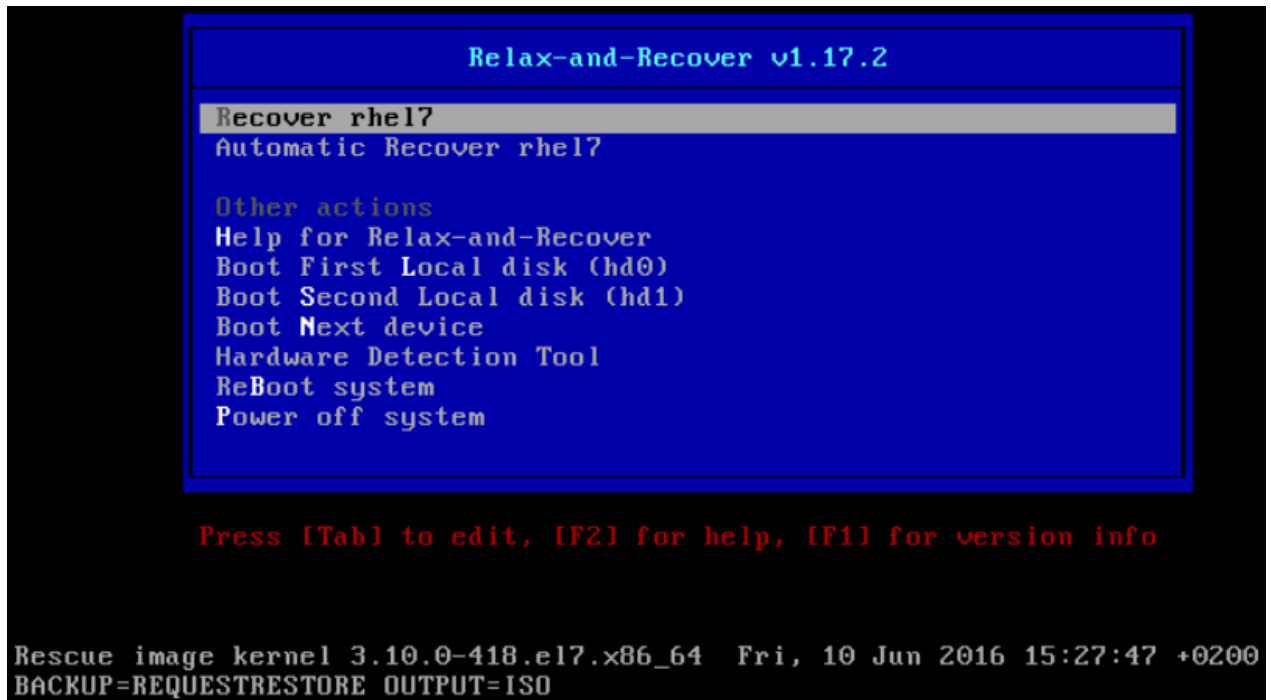 Relax-and-Recover v1.17.2
Recover rhel7
Automatic Recover rhel7
Other actions
Help for Relax-and-Recover
Boot First Local disk (hd0)
Boot Second Local disk (hd1)
Boot Next device
Hardware Detection Tool
ReBoot system
Power off system
Press [Tab] to edit, [F2] for help, [F1] for version info
Rescue image kernel 3.10.0-418.el7.x86_64  Fri, 10 Jun 2016 15:27:47 +0200
BACKUP=REQUESTRESTORE OUTPUT=ISO